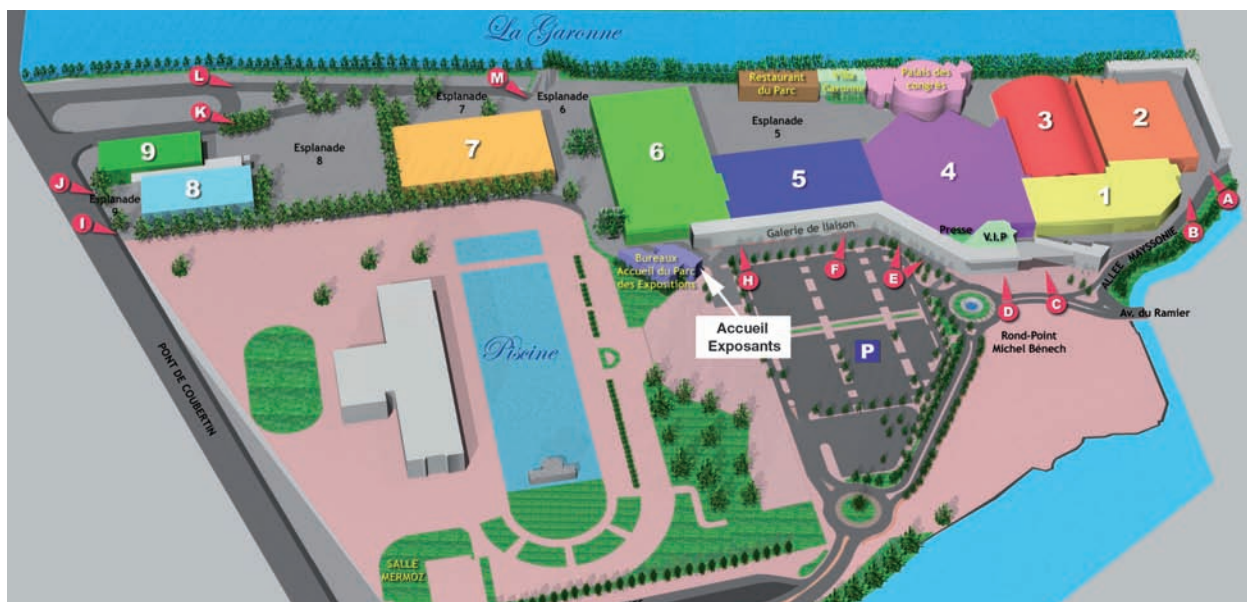 La Garonne
L
M
Restaurant
du Parc
Villa
Garonne
Palais des
congrès
Esplanade
7
Esplanade
6
K
Esplanade
5
3
2
9
Esplanade
8
7
6
J
8
5
4
1
A
Esplanade
9
I
B
Galerie de liaison
Presse
V.I.P
ALLEE MAYSSONIE
Bureaux
Accueil du Parc
des Expositions
H
F
E
D
C
Av. du Ramier
Accueil
Exposants
Rond-Point
Michel Bénech
Piscine
P
PONT DE COUBERTIN
SALLE
MERMOZ